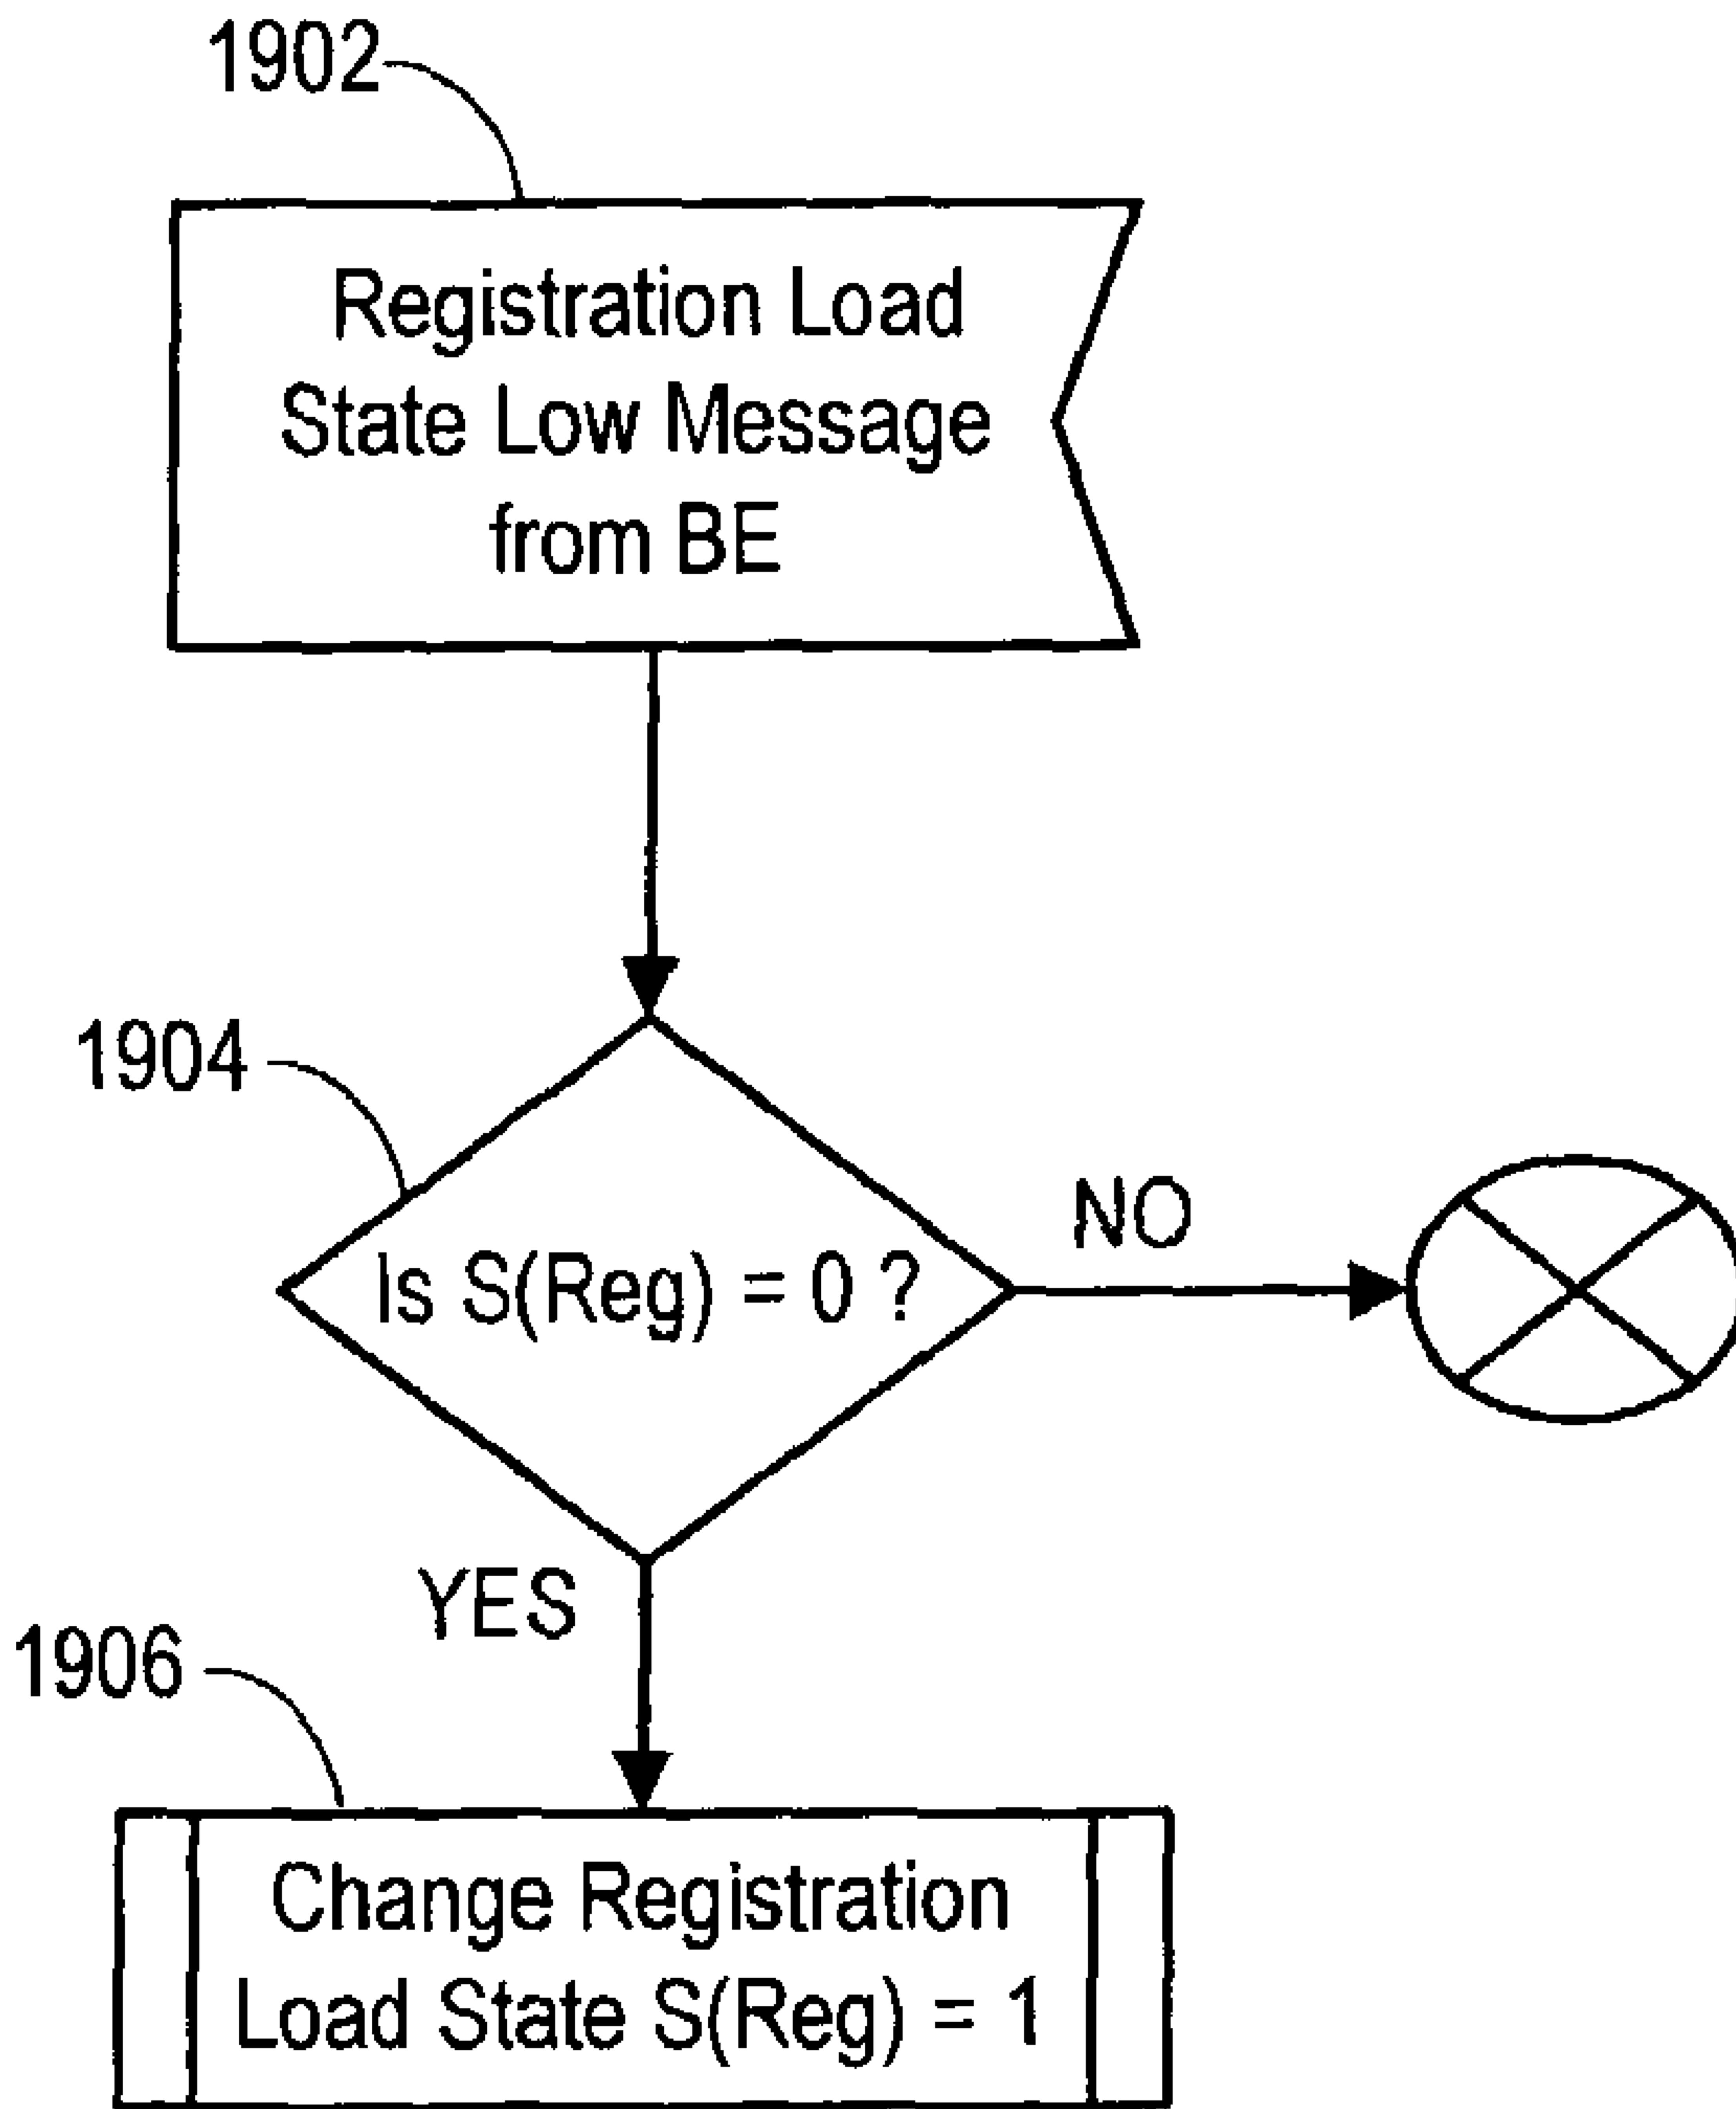 1902
Registration Load
State Low Message
from BE
1904
Is S(Reg) = 0 ?
NO
YES
1906
Change Registration
Load State S(Reg) = 1